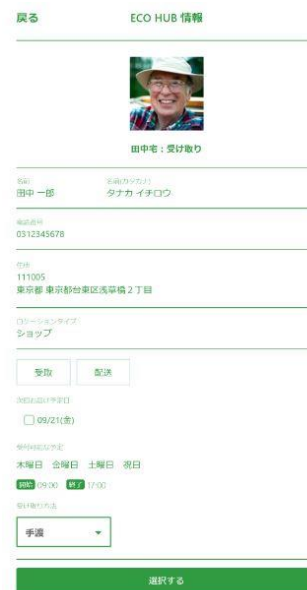 戻る ECO HUB 情報
田中宅：受け取り
名前 名前(カタカナ)
田中 一郎 タナカ イチロウ
電話番号
0312345678
住所
111005
東京都 東京都台東区浅草橋２丁目
ロケーションタイプ
ショップ
受取 配送
次回お届け予定日
09/21(金)
受付可能な予定
木曜日 金曜日 土曜日 祝日
開始 09:00 終了 17:00
受け取り方法
手渡
選択する